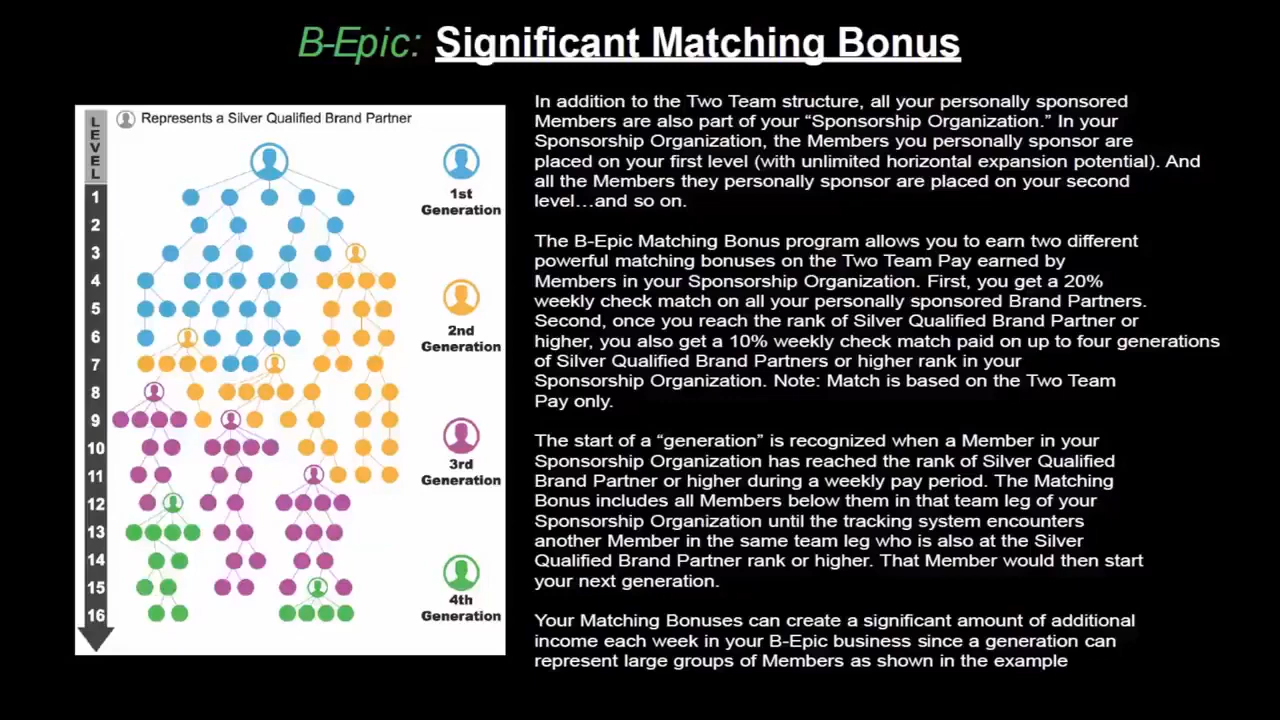 B-Epic: Significant Matching Bonus
LEVEL
Represents a Silver Qualified Brand Partner
1
2
3
4
5
6
7
8
9
10
11
12
13
14
15
16
1st
Generation
2nd
Generation
3rd
Generation
4th
Generation
In addition to the Two Team structure, all your personally sponsored
Members are also part of your “Sponsorship Organization.” In your
Sponsorship Organization, the Members you personally sponsor are
placed on your first level (with unlimited horizontal expansion potential). And
all the Members they personally sponsor are placed on your second
level…and so on.
The B-Epic Matching Bonus program allows you to earn two different
powerful matching bonuses on the Two Team Pay earned by
Members in your Sponsorship Organization. First, you get a 20%
weekly check match on all your personally sponsored Brand Partners.
Second, once you reach the rank of Silver Qualified Brand Partner or
higher, you also get a 10% weekly check match paid on up to four generations
of Silver Qualified Brand Partners or higher rank in your
Sponsorship Organization. Note: Match is based on the Two Team
Pay only.
The start of a “generation” is recognized when a Member in your
Sponsorship Organization has reached the rank of Silver Qualified
Brand Partner or higher during a weekly pay period. The Matching
Bonus includes all Members below them in that team leg of your
Sponsorship Organization until the tracking system encounters
another Member in the same team leg who is also at the Silver
Qualified Brand Partner rank or higher. That Member would then start
your next generation.
Your Matching Bonuses can create a significant amount of additional
income each week in your B-Epic business since a generation can
represent large groups of Members as shown in the example